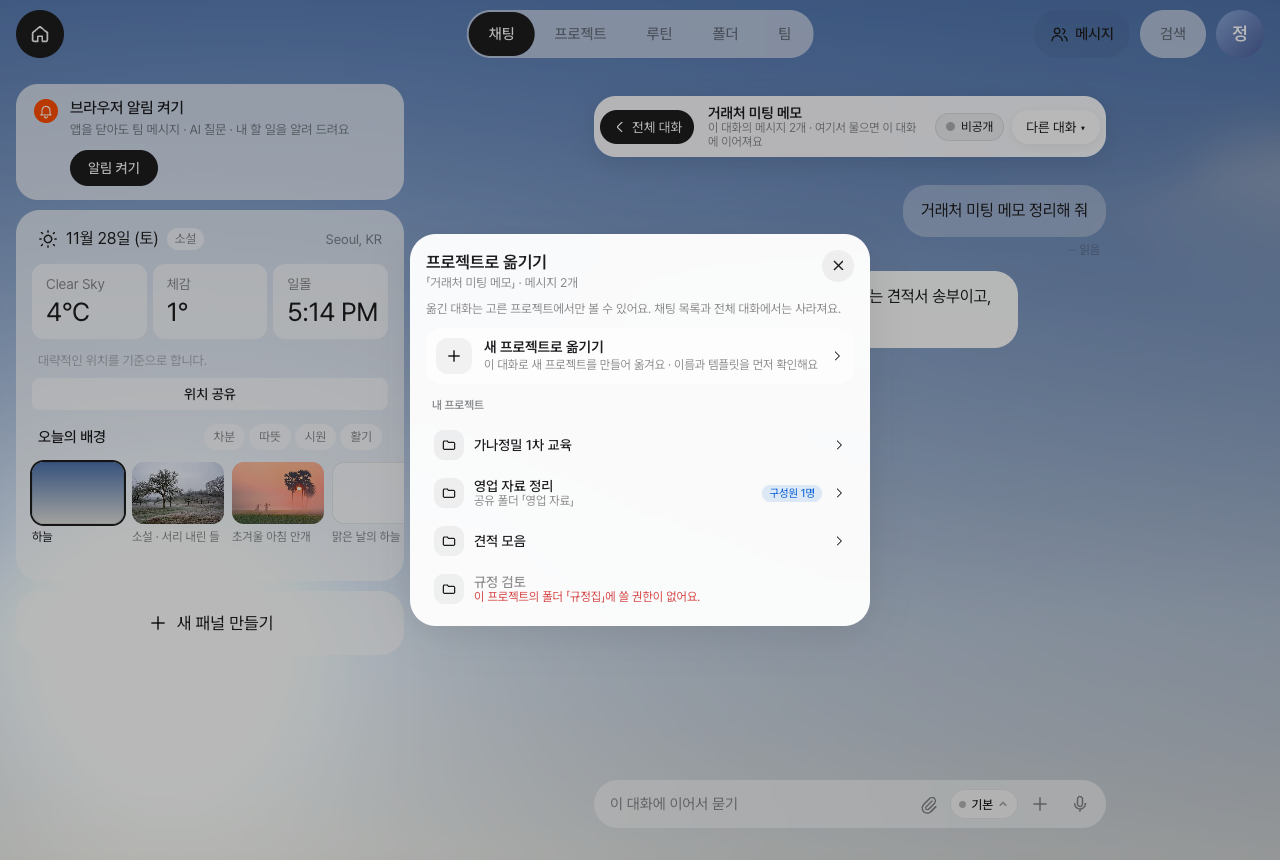 채팅
프로젝트
루틴
폴더
팀
메시지
검색
정
브라우저 알림 켜기
앱을 닫아도 팀 메시지 · AI 질문 · 내 할 일을 알려 드려요
알림 켜기
전체 대화
거래처 미팅 메모
이 대화의 메시지 2개 · 여기서 물으면 이 대화
에 이어져요
비공개
다른 대화 ▾
거래처 미팅 메모 정리해 줘
— 읽음
는 견적서 송부이고,
11월 28일 (토)
소설
Seoul, KR
Clear Sky
4°C
체감
1°
일몰
5:14 PM
대략적인 위치를 기준으로 합니다.
위치 공유
오늘의 배경
차분
따뜻
시원
활기
하늘
소설 · 서리 내린 들
초겨울 아침 안개
맑은 날의 하늘
새 패널 만들기
프로젝트로 옮기기
「거래처 미팅 메모」 · 메시지 2개
옮긴 대화는 고른 프로젝트에서만 볼 수 있어요. 채팅 목록과 전체 대화에서는 사라져요.
새 프로젝트로 옮기기
이 대화로 새 프로젝트를 만들어 옮겨요 · 이름과 템플릿을 먼저 확인해요
내 프로젝트
가나정밀 1차 교육
영업 자료 정리
공유 폴더 「영업 자료」
구성원 1명
견적 모음
규정 검토
이 프로젝트의 폴더 「규정집」에 쓸 권한이 없어요.
이 대화에 이어서 묻기
기본